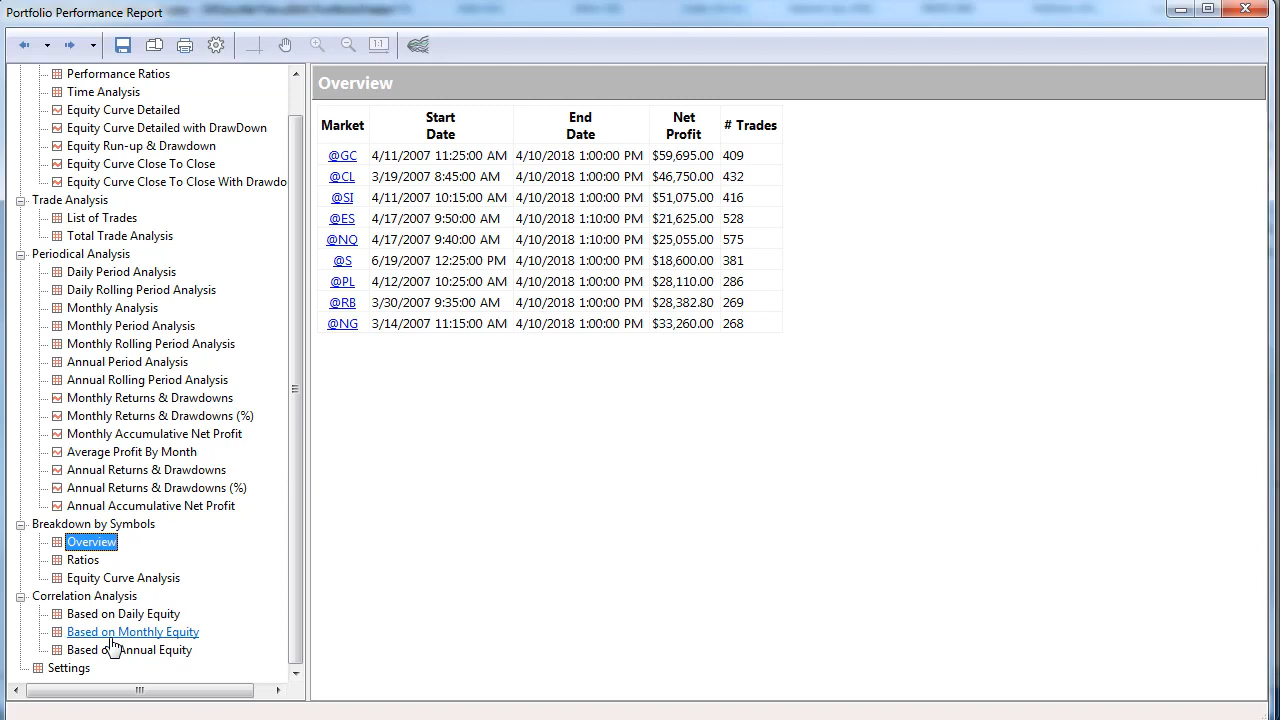 Portfolio Performance Report
1:1
Performance Ratios
Time Analysis
Equity Curve Detailed
Equity Curve Detailed with DrawDown
Equity Run-up & Drawdown
Equity Curve Close To Close
Equity Curve Close To Close With Drawdo
Trade Analysis
List of Trades
Total Trade Analysis
Periodical Analysis
Daily Period Analysis
Daily Rolling Period Analysis
Monthly Analysis
Monthly Period Analysis
Monthly Rolling Period Analysis
Annual Period Analysis
Annual Rolling Period Analysis
Monthly Returns & Drawdowns
Monthly Returns & Drawdowns (%)
Monthly Accumulative Net Profit
Average Profit By Month
Annual Returns & Drawdowns
Annual Returns & Drawdowns (%)
Annual Accumulative Net Profit
Breakdown by Symbols
Overview
Ratios
Equity Curve Analysis
Correlation Analysis
Based on Daily Equity
Based on Monthly Equity
Based o Annual Equity
Settings
Overview
Market Start Date End Date Net Profit # Trades
@GC 4/11/2007 11:25:00 AM 4/10/2018 1:00:00 PM $59,695.00 409
@CL 3/19/2007 8:45:00 AM 4/10/2018 1:00:00 PM $46,750.00 432
@SI 4/11/2007 10:15:00 AM 4/10/2018 1:00:00 PM $51,075.00 416
@ES 4/17/2007 9:50:00 AM 4/10/2018 1:10:00 PM $21,625.00 528
@NQ 4/17/2007 9:40:00 AM 4/10/2018 1:10:00 PM $25,055.00 575
@S 6/19/2007 12:25:00 PM 4/10/2018 1:00:00 PM $18,600.00 381
@PL 4/12/2007 10:25:00 AM 4/10/2018 1:00:00 PM $28,110.00 286
@RB 3/30/2007 9:35:00 AM 4/10/2018 1:00:00 PM $28,382.80 269
@NG 3/14/2007 11:15:00 AM 4/10/2018 1:00:00 PM $33,260.00 268